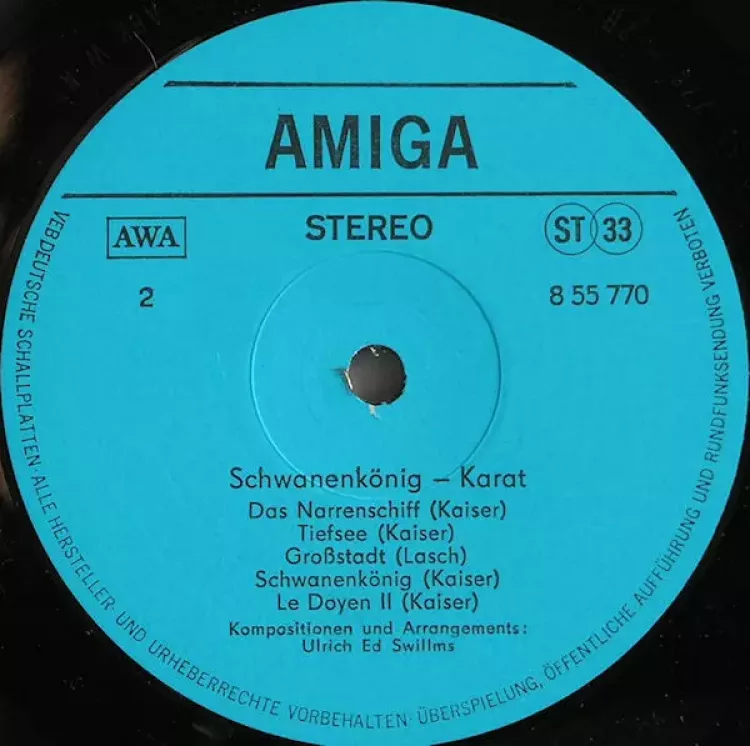 AMIGA
AWA
STEREO
ST 33
2
8 55 770
Schwanenkönig – Karat
Das Narrenschiff (Kaiser)
Tiefsee (Kaiser)
Großstadt (Lasch)
Schwanenkönig (Kaiser)
Le Doyen II (Kaiser)
Kompositionen und Arrangements:
Ulrich Ed Swillms
VEB DEUTSCHE SCHALLPLATTEN · ALLE HERSTELLER- UND URHEBERRECHTE VORBEHALTEN · ÜBERSPIELUNG, ÖFFENTLICHE AUFFÜHRUNG UND RUNDFUNKSENDUNG VERBOTEN